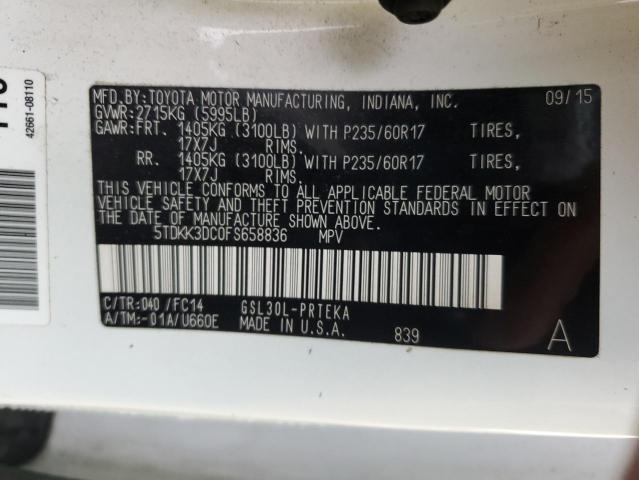 MFD.BY:TOYOTA MOTOR MANUFACTURING, INDIANA, INC. 09/15
GVWR:2715KG (5995LB)
GAWR:FRT. 1405KG (3100LB) WITH P235/60R17 TIRES,
17X7J RIMS.
RR. 1405KG (3100LB) WITH P235/60R17 TIRES,
17X7J RIMS.
THIS VEHICLE CONFORMS TO ALL APPLICABLE FEDERAL MOTOR
VEHICLE SAFETY AND THEFT PREVENTION STANDARDS IN EFFECT ON
THE DATE OF MANUFACTURE SHOWN ABOVE.
5TDKK3DC0FS658836 MPV
C/TR:040 /FC14 GSL30L-PRTEKA
A/TM:-01A/U660E MADE IN U.S.A. 839 A
42661-08110